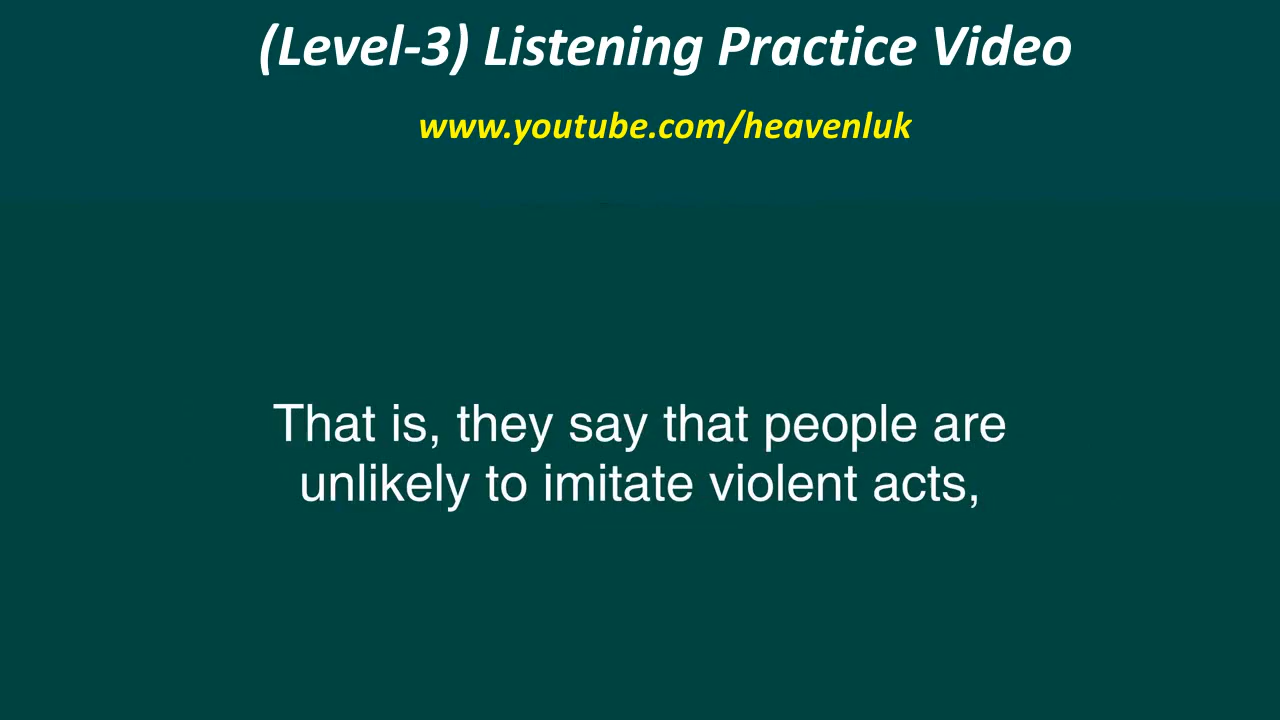 (Level-3) Listening Practice Video
www.youtube.com/heavenluk
That is, they say that people are
unlikely to imitate violent acts,